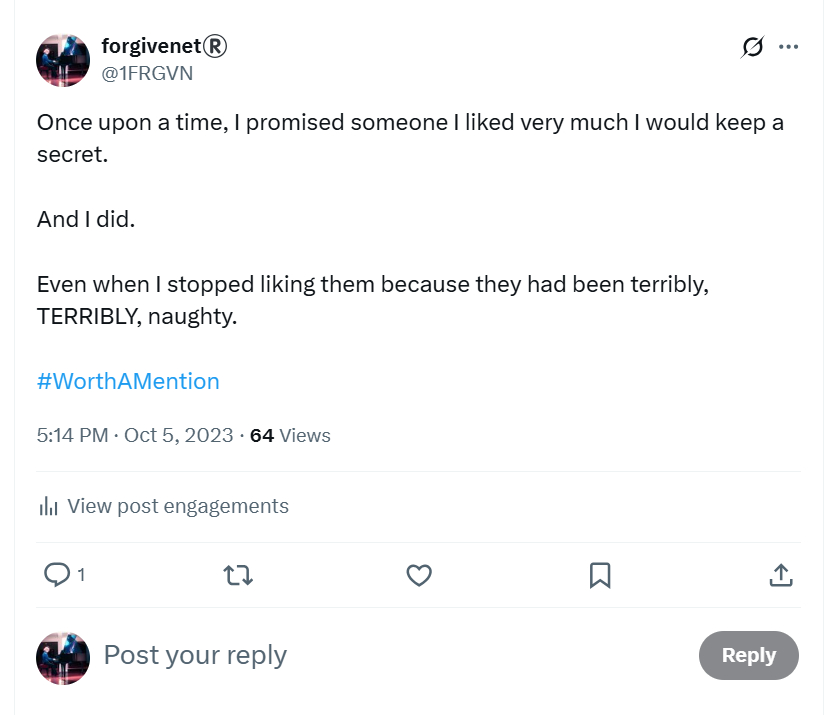 forgivenet®
@1FRGVN
Once upon a time, I promised someone I liked very much I would keep a
secret.
And I did.
Even when I stopped liking them because they had been terribly,
TERRIBLY, naughty.
#WorthAMention
5:14 PM · Oct 5, 2023 · 64 Views
View post engagements
1
Post your reply
Reply